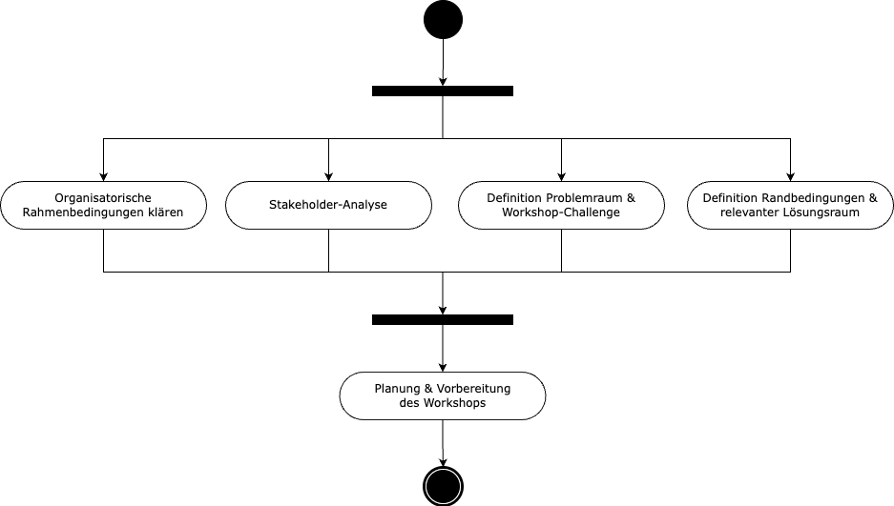 Organisatorische
Rahmenbedingungen klären
Stakeholder-Analyse
Definition Problemraum &
Workshop-Challenge
Definition Randbedingungen &
relevanter Lösungsraum
Planung & Vorbereitung
des Workshops